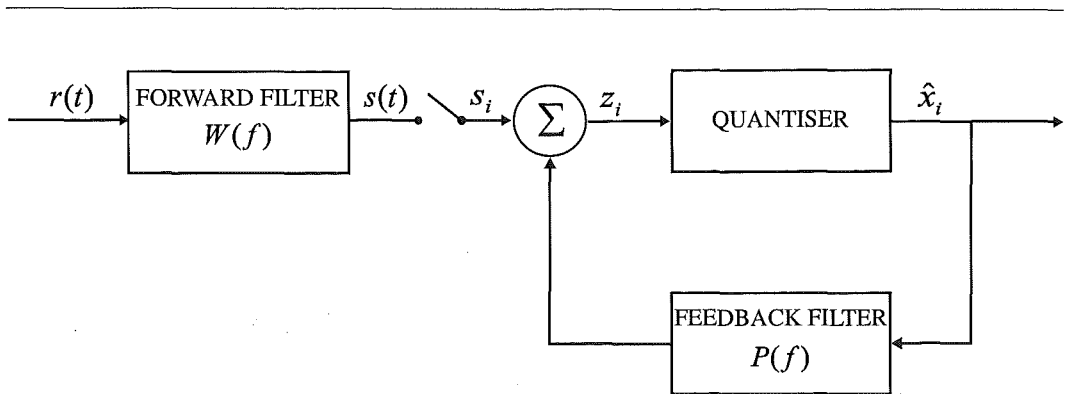 r(t)
FORWARD FILTER
W(f)
s(t)
s_i
Σ
z_i
QUANTISER
x̂_i
FEEDBACK FILTER
P(f)